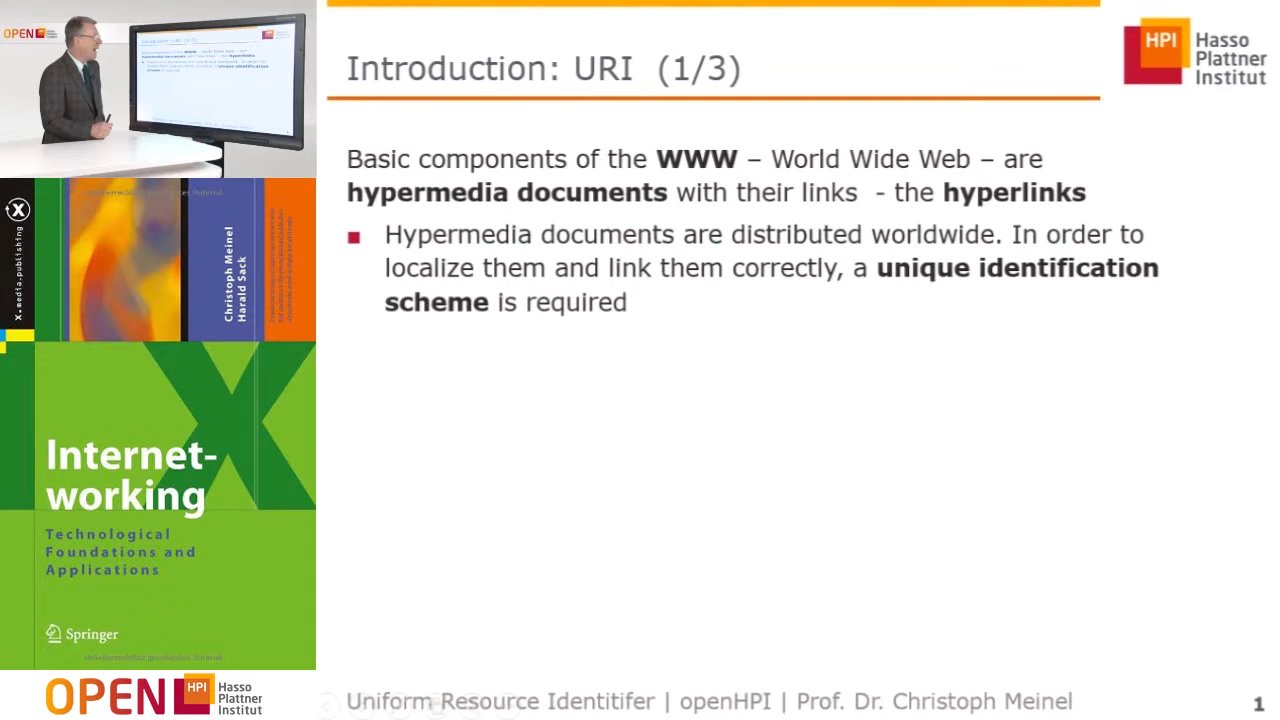 Introduction: URI (1/3)
HPI
Hasso
Plattner
Institut
Basic components of the WWW – World Wide Web – are
hypermedia documents with their links - the hyperlinks
■ Hypermedia documents are distributed worldwide. In order to
localize them and link them correctly, a unique identification
scheme is required
OPEN
X.media.publishing
Christoph Meinel
Harald Sack
Internet-
working
Technological
Foundations and
Applications
Springer
OPEN HPI
Hasso
Plattner
Institut
Uniform Resource Identitifer | openHPI | Prof. Dr. Christoph Meinel
1